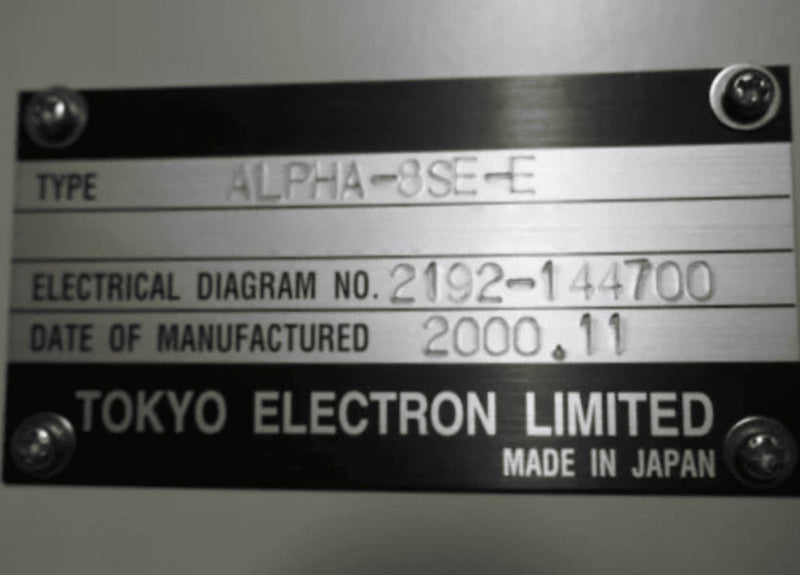 TYPE ALPHA-8SE-E
ELECTRICAL DIAGRAM NO. 2192-144700
DATE OF MANUFACTURED 2000.11
TOKYO ELECTRON LIMITED
MADE IN JAPAN